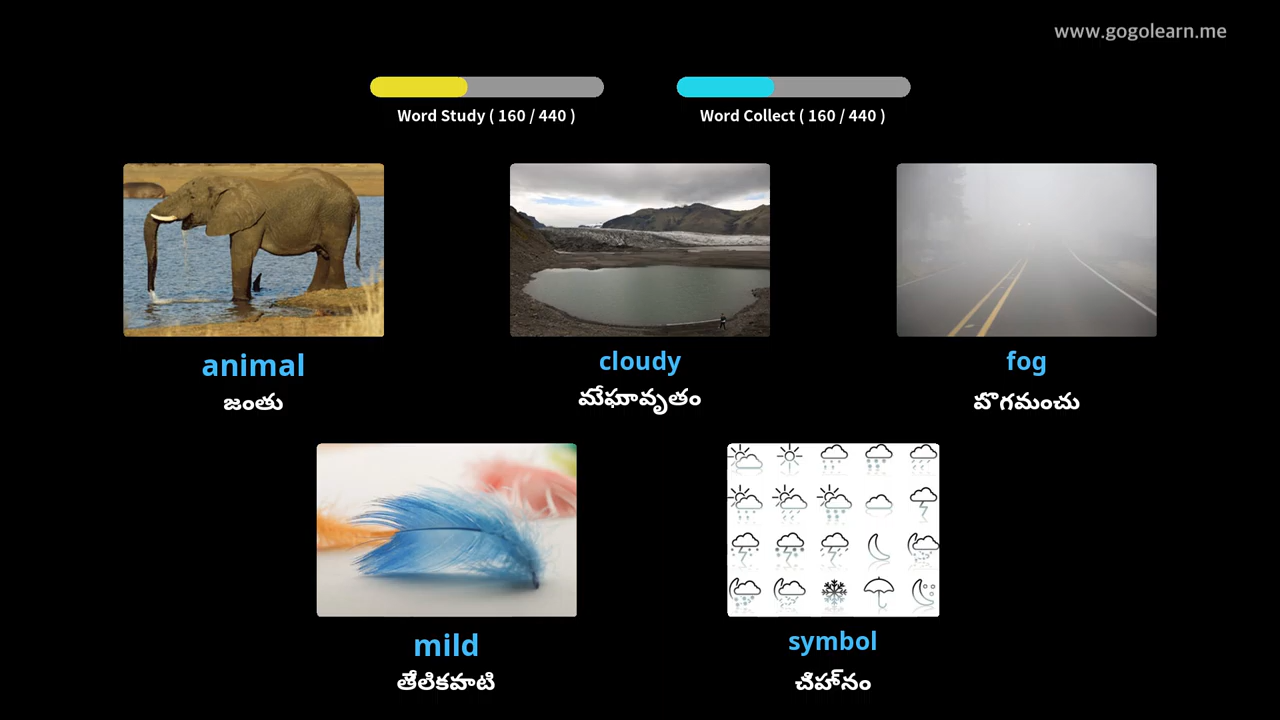 www.gogolearn.me
Word Study ( 160 / 440 )
Word Collect ( 160 / 440 )
animal
cloudy
fog
జంతు
మేఘావృతం
పొగమంచు
mild
symbol
తేలికపాటి
చిహ్నం